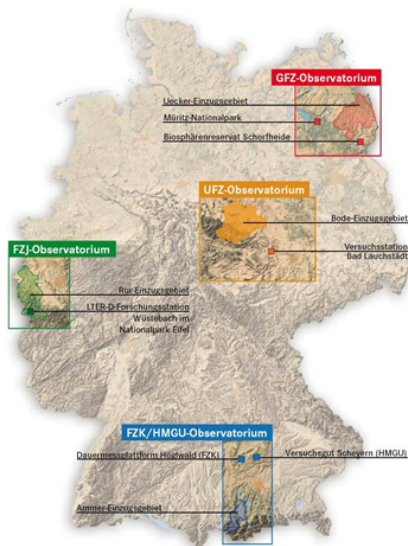 GFZ-Observatorium
Uecker-Einzugsgebiet
Müritz-Nationalpark
Biosphärenreservat Schorfheide
UFZ-Observatorium
Bode-Einzugsgebiet
Versuchsstation
Bad Lauchstädt
FZJ-Observatorium
Rur-Einzugsgebiet
LTER-D-Forschungsstation
Wüstebach im
Nationalpark Eifel
FZK/HMGU-Observatorium
Dauermessplattform Höglwald (FZK)
Versuchsgut Scheyern (HMGU)
Ammer-Einzugsgebiet